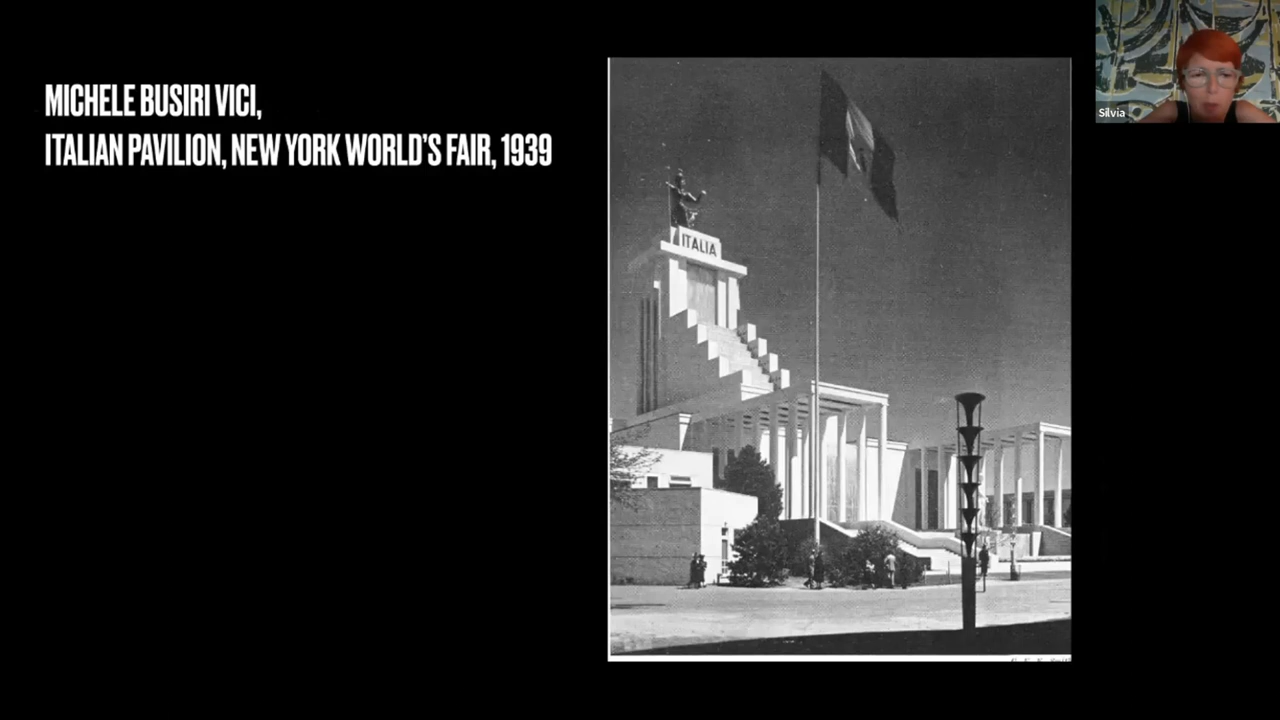 MICHELE BUSIRI VICI,
ITALIAN PAVILION, NEW YORK WORLD'S FAIR, 1939
ITALIA
Silvia